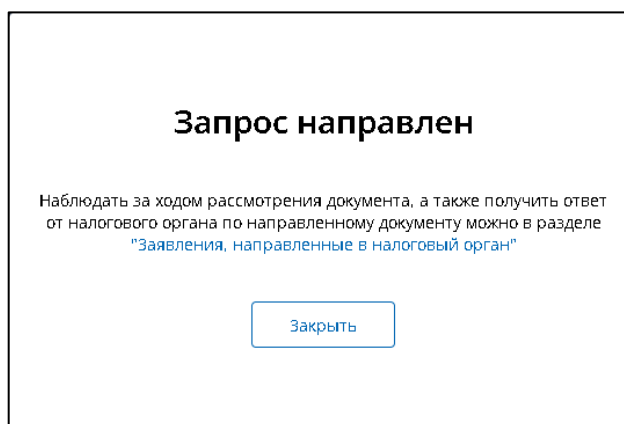 Запрос направлен
Наблюдать за ходом рассмотрения документа, а также получить ответ
от налогового органа по направленному документу можно в разделе
"Заявления, направленные в налоговый орган"
Закрыть